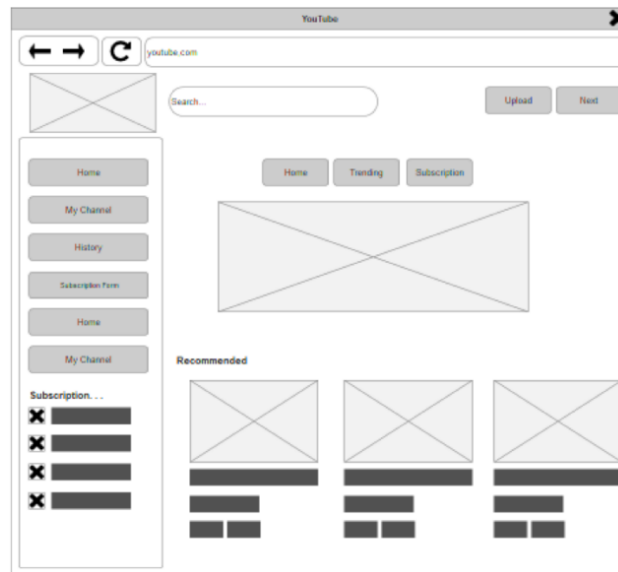 YouTube
youtube.com
Search...
Upload
Next
Home
Trending
Subscription
Home
My Channel
History
Subscription Form
Home
My Channel
Subscription. . .
Recommended